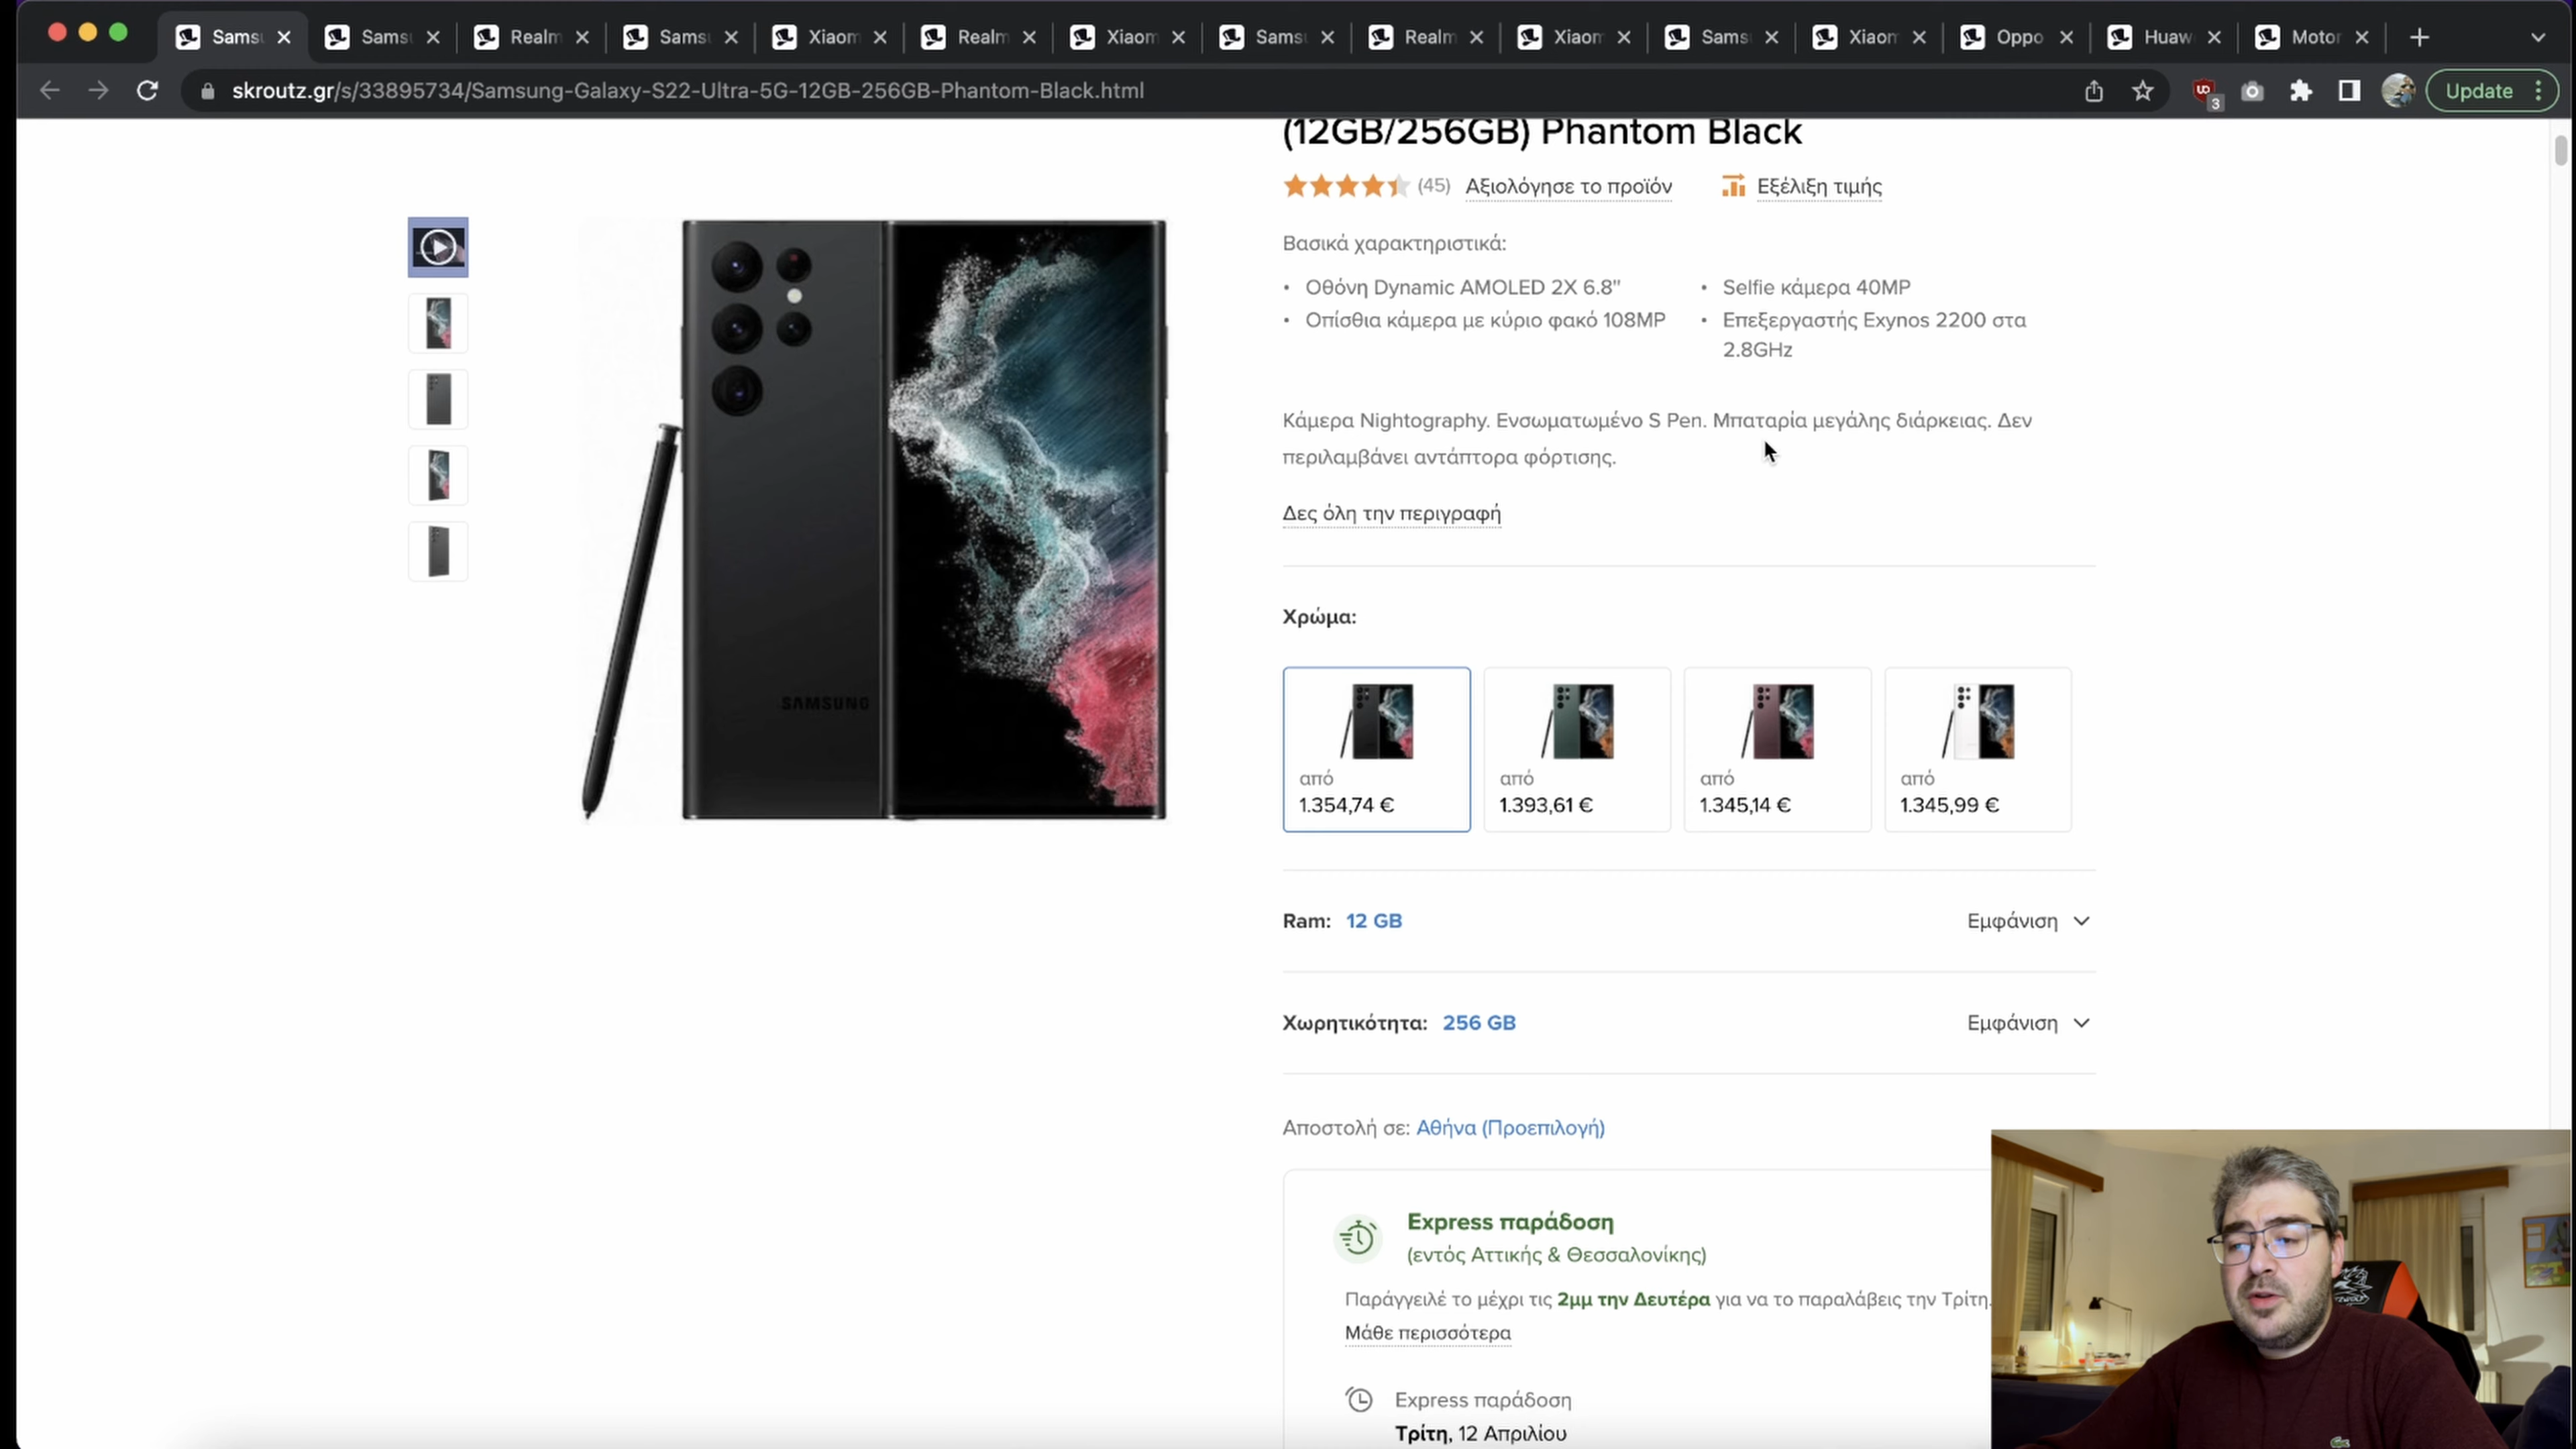 Sams
Sams
Realm
Sams
Xiaom
Realm
Xiaom
Sams
Realm
Xiaom
Sams
Xiaom
Oppo
Huaw
Motor
skroutz.gr/s/33895734/Samsung-Galaxy-S22-Ultra-5G-12GB-256GB-Phantom-Black.html
3
Update
(12GB/256GB) Phantom Black
(45) Αξιολόγησε το προϊόν Εξέλιξη τιμής
Βασικά χαρακτηριστικά:
• Οθόνη Dynamic AMOLED 2X 6.8"
• Οπίσθια κάμερα με κύριο φακό 108MP
• Selfie κάμερα 40MP
• Επεξεργαστής Exynos 2200 στα
2.8GHz
Κάμερα Nightography. Ενσωματωμένο S Pen. Μπαταρία μεγάλης διάρκειας. Δεν
περιλαμβάνει αντάπτορα φόρτισης.
Δες όλη την περιγραφή
SAMSUNG
Χρώμα:
από
1.354,74 €
από
1.393,61 €
από
1.345,14 €
από
1.345,99 €
Ram: 12 GB Εμφάνιση
Χωρητικότητα: 256 GB Εμφάνιση
Αποστολή σε: Αθήνα (Προεπιλογή)
Express παράδοση
(εντός Αττικής & Θεσσαλονίκης)
Παράγγειλέ το μέχρι τις 2μμ την Δευτέρα για να το παραλάβεις την Τρίτη.
Μάθε περισσότερα
Express παράδοση
Τρίτη, 12 Απριλίου